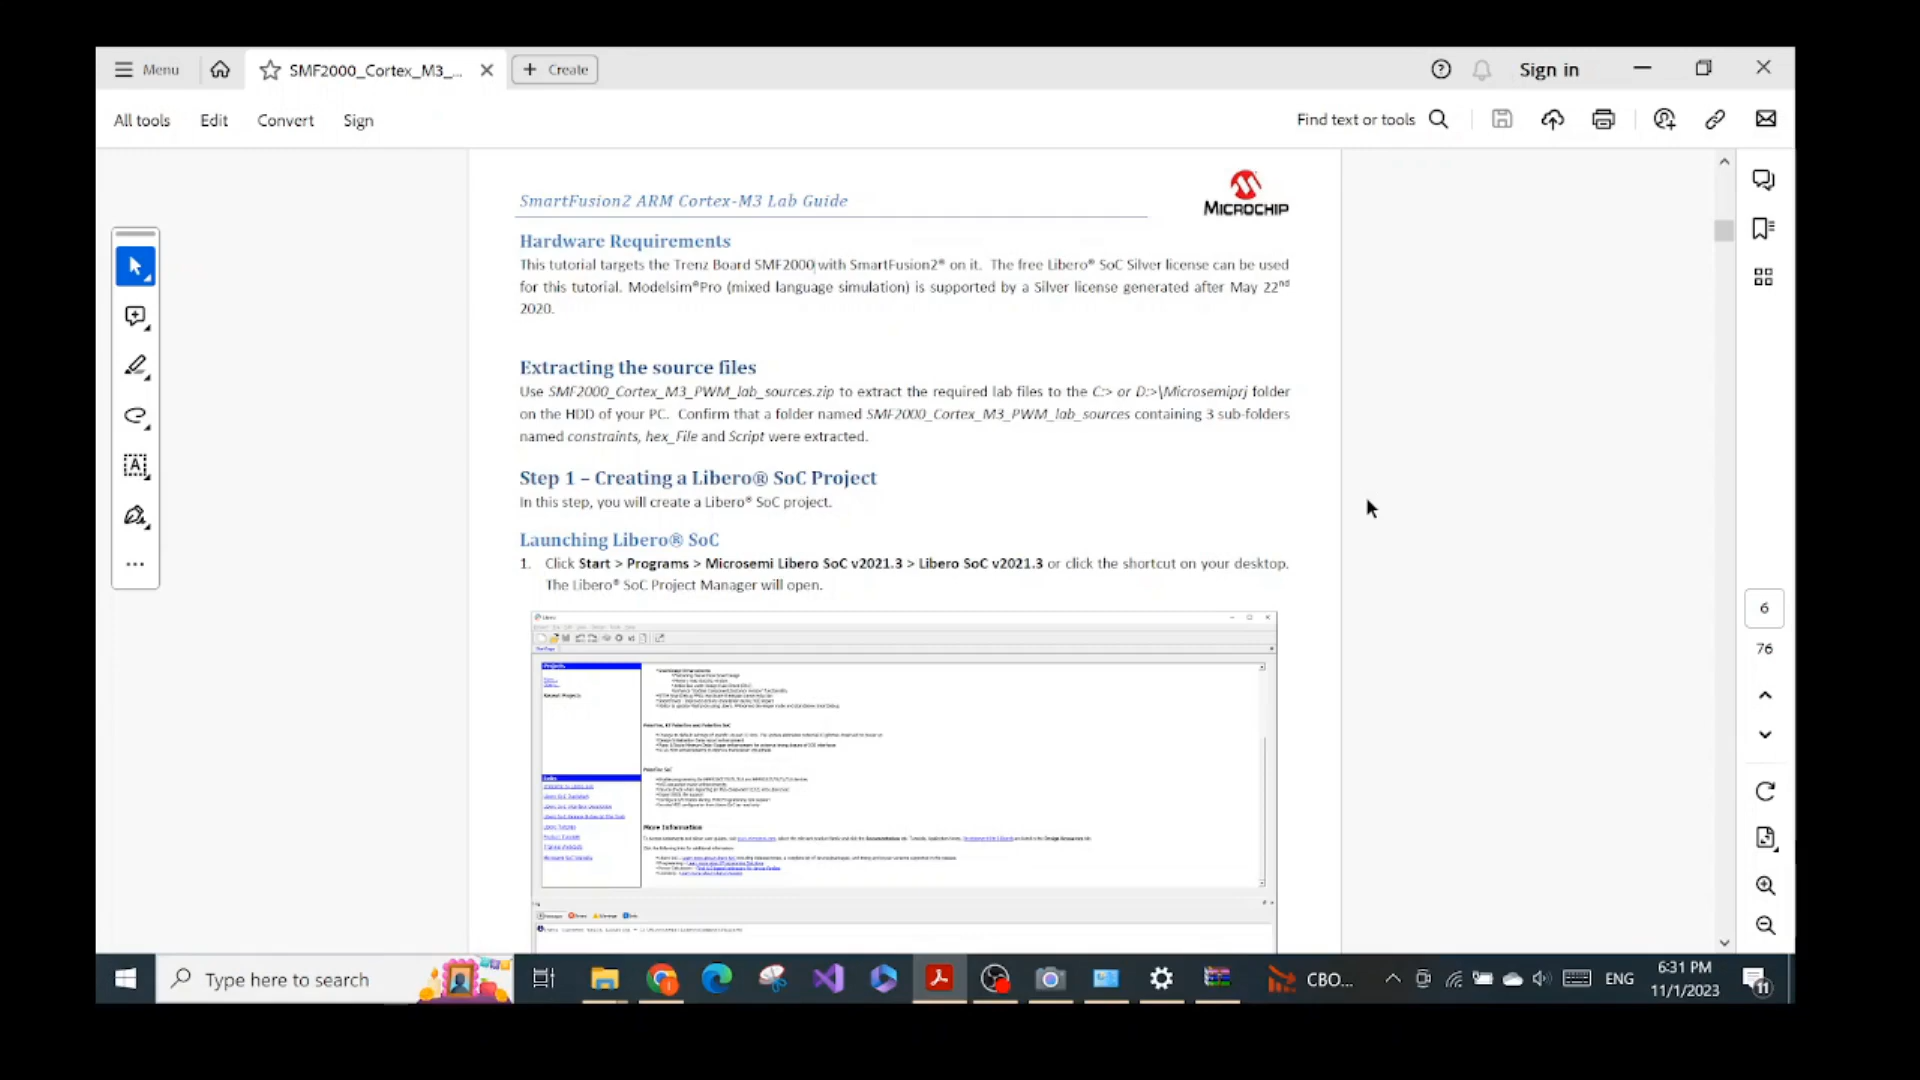 Menu
SMF2000_Cortex_M3_...
Create
Sign in
All tools
Edit
Convert
Sign
Find text or tools
SmartFusion2 ARM Cortex-M3 Lab Guide
MICROCHIP
Hardware Requirements
This tutorial targets the Trenz Board SMF2000 with SmartFusion2® on it. The free Libero® SoC Silver license can be used
for this tutorial. Modelsim®Pro (mixed language simulation) is supported by a Silver license generated after May 22nd
2020.
Extracting the source files
Use SMF2000_Cortex_M3_PWM_lab_sources.zip to extract the required lab files to the C:> or D:>\Microsemiprj folder
on the HDD of your PC. Confirm that a folder named SMF2000_Cortex_M3_PWM_lab_sources containing 3 sub-folders
named constraints, hex_File and Script were extracted.
Step 1 – Creating a Libero® SoC Project
In this step, you will create a Libero® SoC project.
Launching Libero® SoC
1. Click Start > Programs > Microsemi Libero SoC v2021.3 > Libero SoC v2021.3 or click the shortcut on your desktop.
The Libero® SoC Project Manager will open.
Projects
Recent Projects
More Information
6
76
Type here to search
CBO...
ENG
6:31 PM
11/1/2023
11